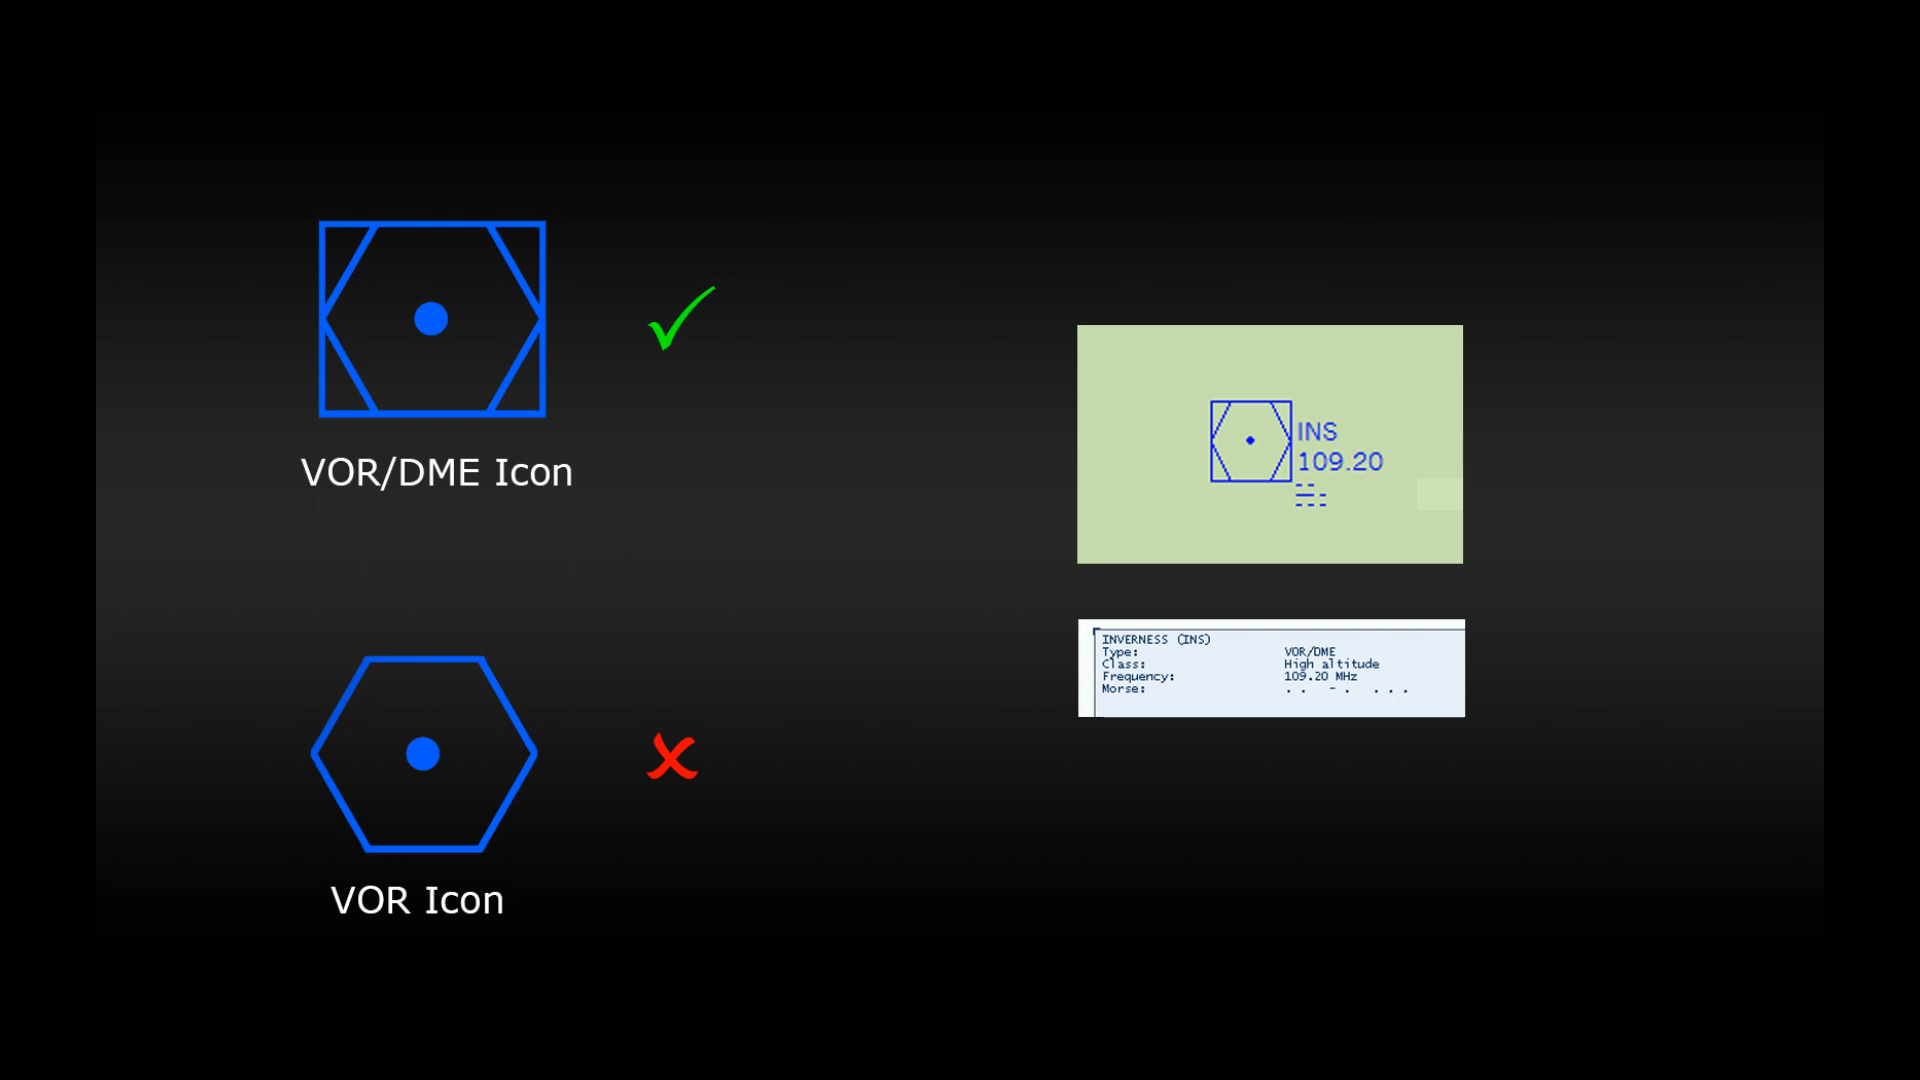 VOR/DME Icon
VOR Icon
INS
109.20
INVERNESS (INS)
Type: VOR/DME
Class: High altitude
Frequency: 109.20 MHz
Morse: . . - . . . .